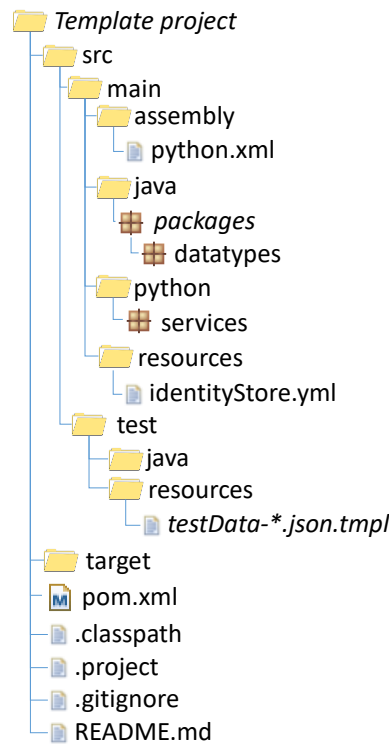 Template project
src
main
assembly
python.xml
java
packages
datatypes
python
services
resources
identityStore.yml
test
java
resources
testData-*.json.tmpl
target
pom.xml
.classpath
.project
.gitignore
README.md